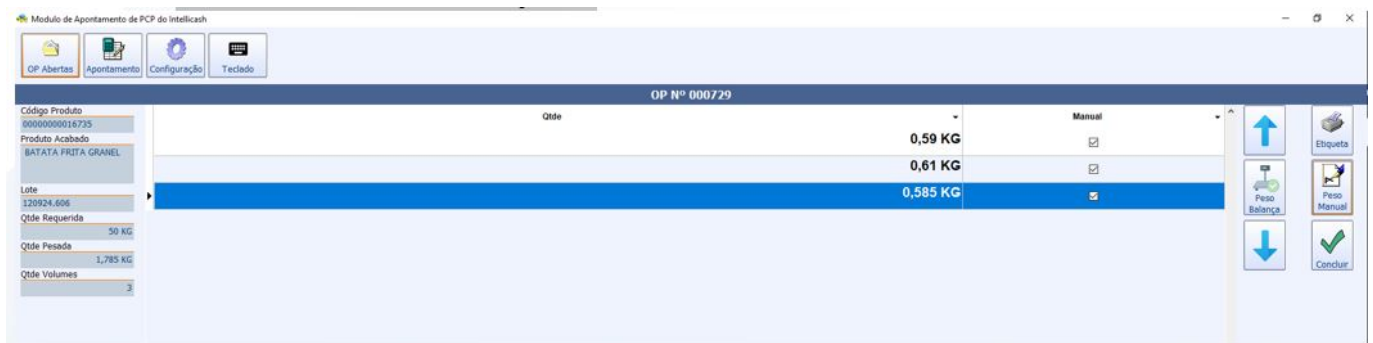 Modulo de Apontamento de PCP do Intellicash
OP Abertas Apontamento Configuração Teclado
OP Nº 000729
Código Produto
00000000016735
Produto Acabado
BATATA FRITA GRANEL
Lote
120924.606
Qtde Requerida
50 KG
Qtde Pesada
1,785 KG
Qtde Volumes
3
Qtde Manual
0,59 KG
0,61 KG
0,585 KG
Etiqueta
Peso
Balança
Peso
Manual
Concluir